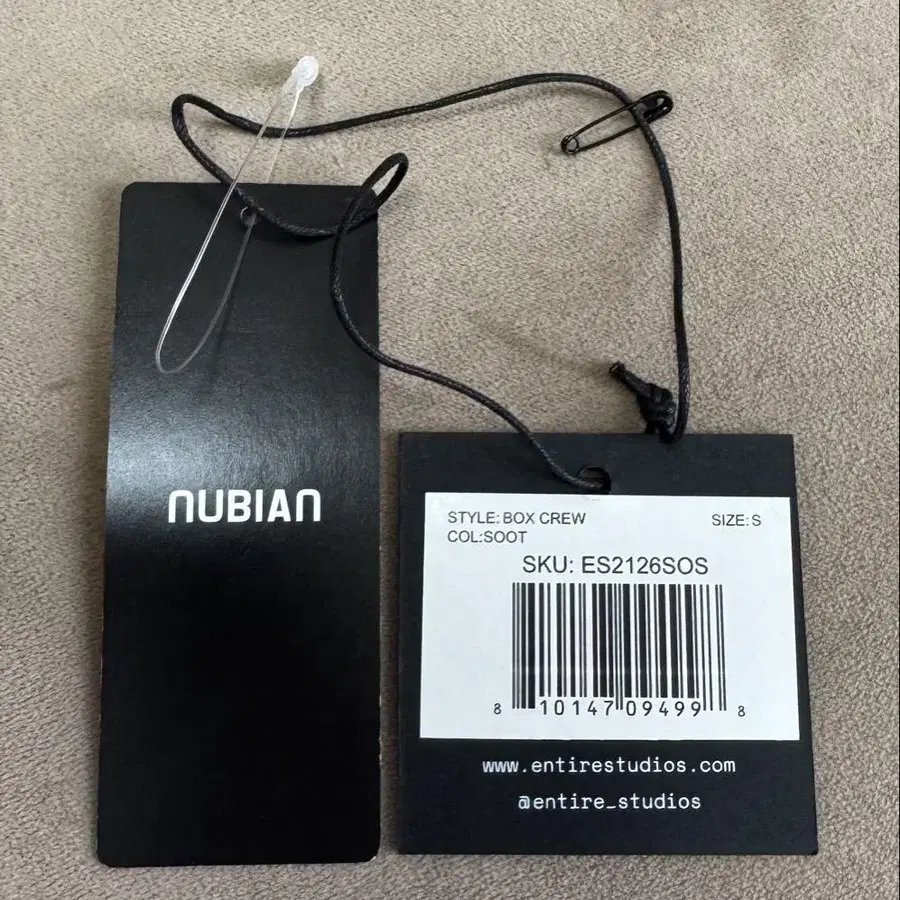 NUBIAN
STYLE: BOX CREW SIZE: S
COL:SOOT
SKU: ES2126SOS
8 10147 09499 8
www.entirestudios.com
@entire_studios